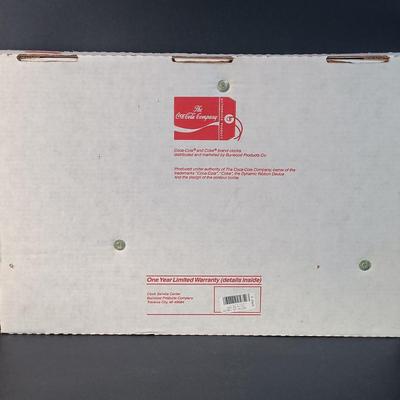 The
Coca-Cola Company
Coca-Cola® and Coke® brand clocks
distributed and marketed by Burwood Products Co.
Produced under authority of The Coca-Cola Company, owner of the
trademarks "Coca-Cola", "Coke", the Dynamic Ribbon Device
and the design of the contour bottle.
One Year Limited Warranty (details inside)
Clock Service Center
Burwood Products Company
Traverse City, MI 49684